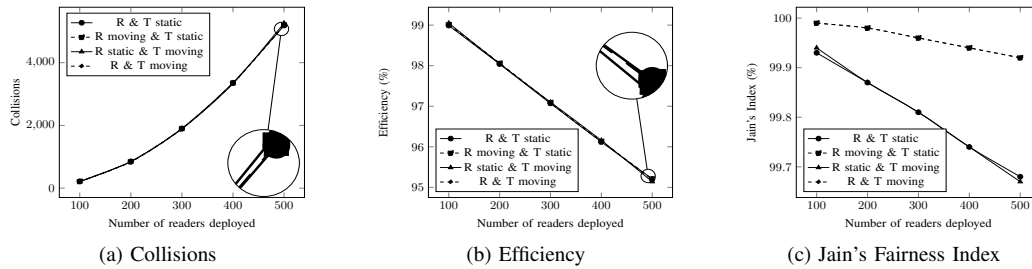 R & T static
R moving & T static
R static & T moving
R & T moving
4,000
2,000
0
100
200
300
400
500
Collisions
Number of readers deployed
(a) Collisions
99
98
97
96
95
100
200
300
400
500
Efficiency (%)
R & T static
R moving & T static
R static & T moving
R & T moving
Number of readers deployed
(b) Efficiency
100
99.9
99.8
99.7
100
200
300
400
500
Jain's Index (%)
R & T static
R moving & T static
R static & T moving
R & T moving
Number of readers deployed
(c) Jain's Fairness Index